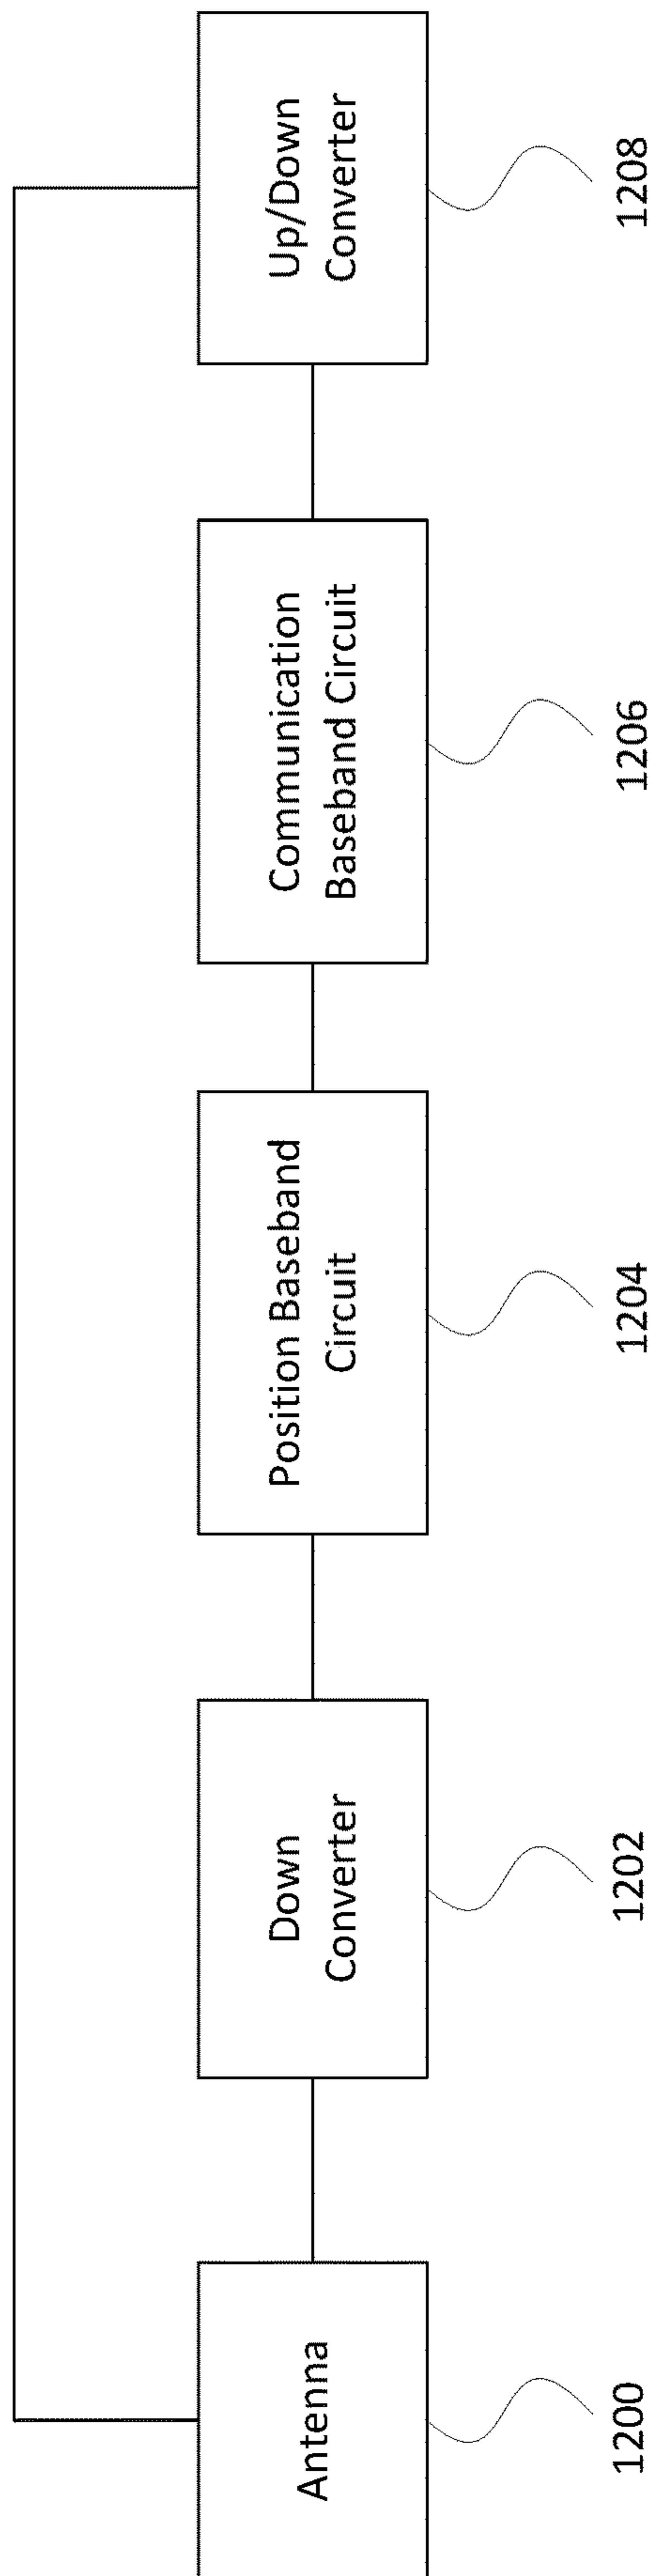 Antenna
1200
Down
Converter
1202
Position Baseband
Circuit
1204
Communication
Baseband Circuit
1206
Up/Down
Converter
1208